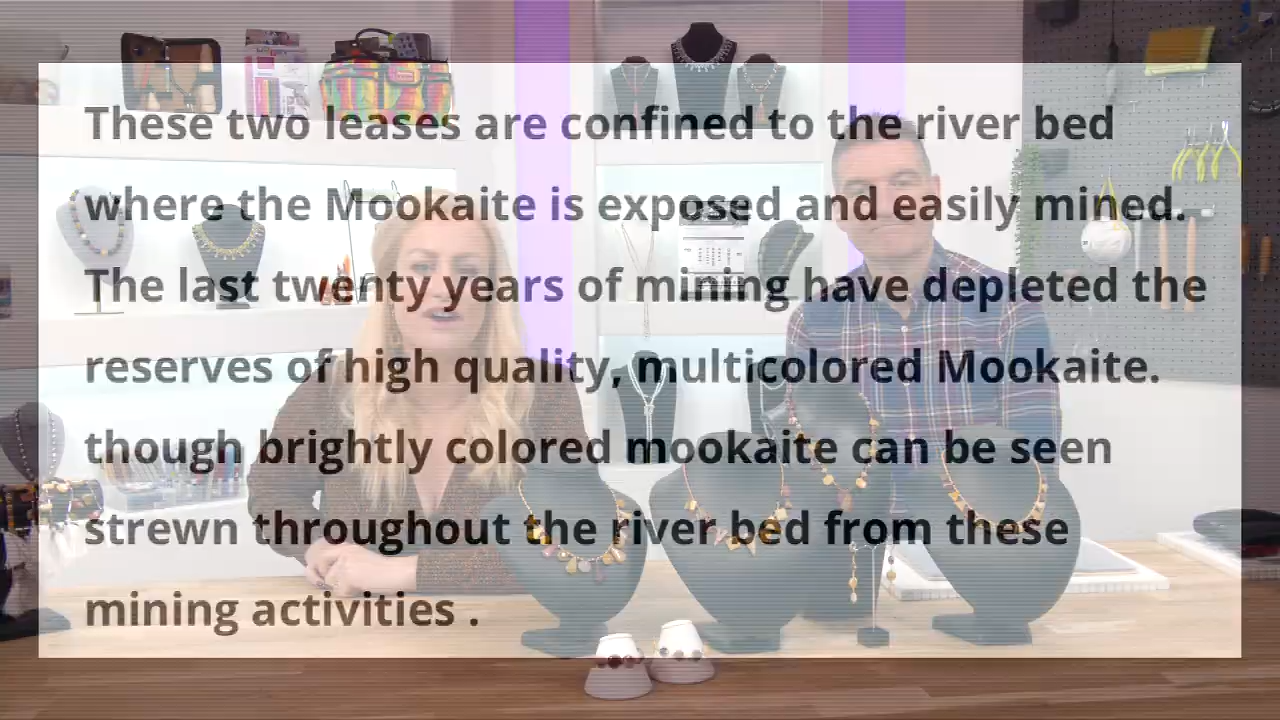 These two leases are confined to the river bed
where the Mookaite is exposed and easily mined.
The last twenty years of mining have depleted the
reserves of high quality, multicolored Mookaite.
though brightly colored mookaite can be seen
strewn throughout the river bed from these
mining activities .